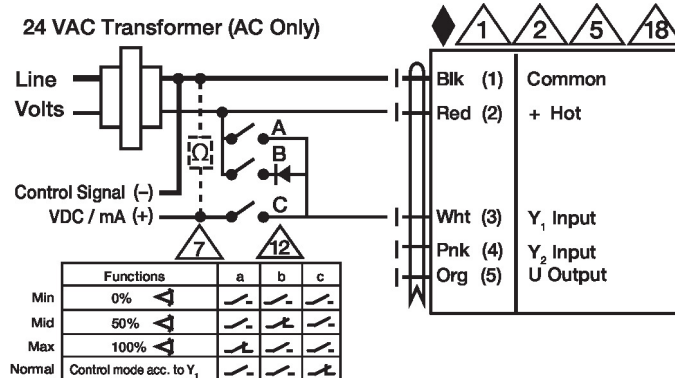 24 VAC Transformer (AC Only)
1 2 5 18
Line
Volts
Blk (1) Common
Red (2) + Hot
A
B
C
Ω
Control Signal (–)
VDC / mA (+)
Wht (3) Y₁ Input
Pnk (4) Y₂ Input
Org (5) U Output
7 12
Functions a b c
Min 0%
Mid 50%
Max 100%
Normal Control mode acc. to Y₁